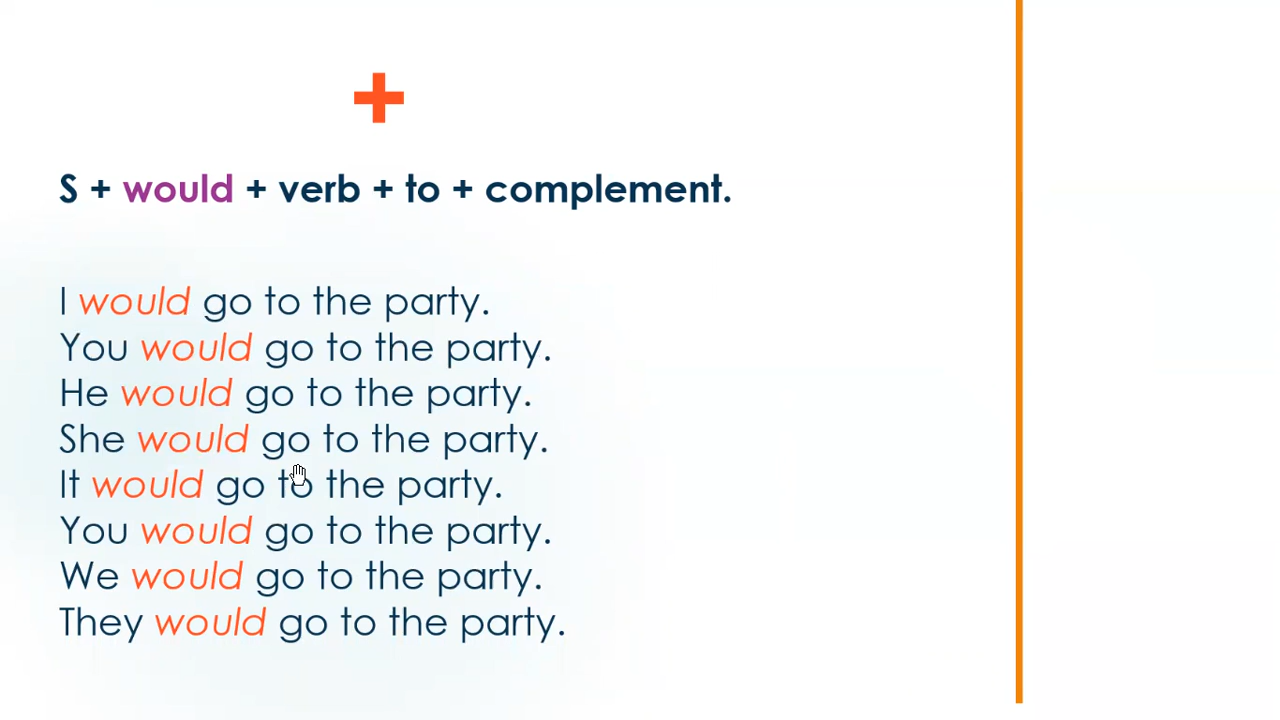 +
S + would + verb + to + complement.
I would go to the party.
You would go to the party.
He would go to the party.
She would go to the party.
It would go to the party.
You would go to the party.
We would go to the party.
They would go to the party.